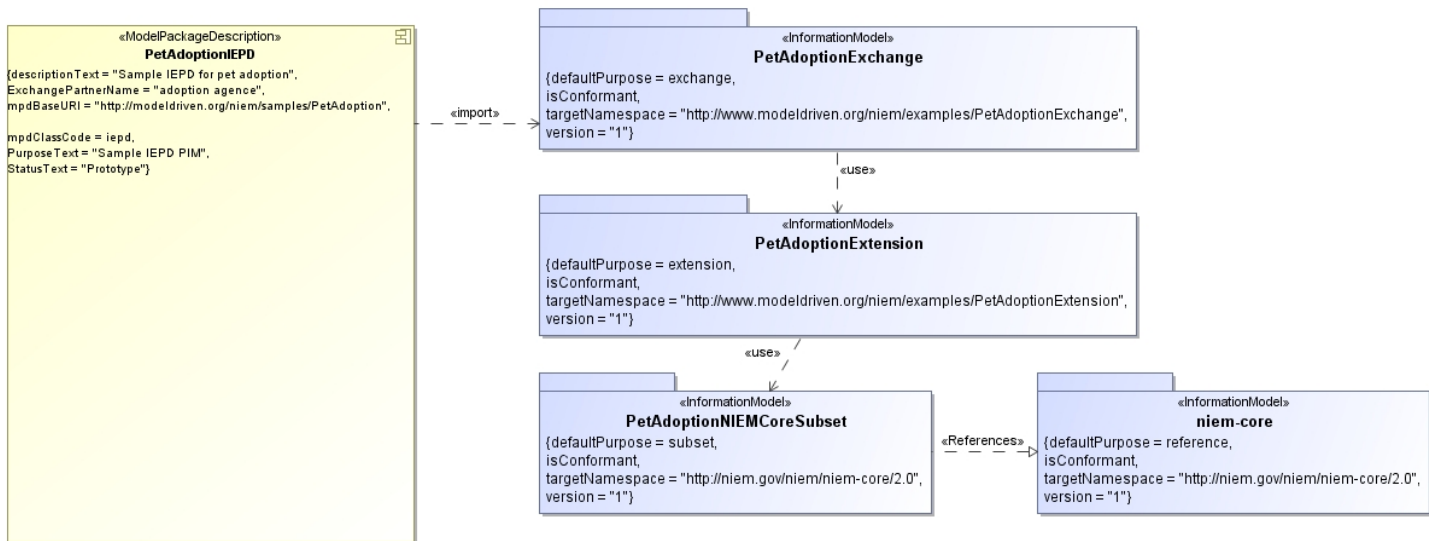 «ModelPackageDescription»
PetAdoptionIEPD
{descriptionText = "Sample IEPD for pet adoption",
ExchangePartnerName = "adoption agence",
mpdBaseURI = "http://modeldriven.org/niem/samples/PetAdoption",
mpdClassCode = iepd,
PurposeText = "Sample IEPD PIM",
StatusText = "Prototype"}
«import»
«InformationModel»
PetAdoptionExchange
{defaultPurpose = exchange,
isConformant,
targetNamespace = "http://www.modeldriven.org/niem/examples/PetAdoptionExchange",
version = "1"}
«use»
«InformationModel»
PetAdoptionExtension
{defaultPurpose = extension,
isConformant,
targetNamespace = "http://www.modeldriven.org/niem/examples/PetAdoptionExtension",
version = "1"}
«use»
«InformationModel»
PetAdoptionNIEMCoreSubset
{defaultPurpose = subset,
isConformant,
targetNamespace = "http://niem.gov/niem/niem-core/2.0",
version = "1"}
«References»
«InformationModel»
niem-core
{defaultPurpose = reference,
isConformant,
targetNamespace = "http://niem.gov/niem/niem-core/2.0",
version = "1"}